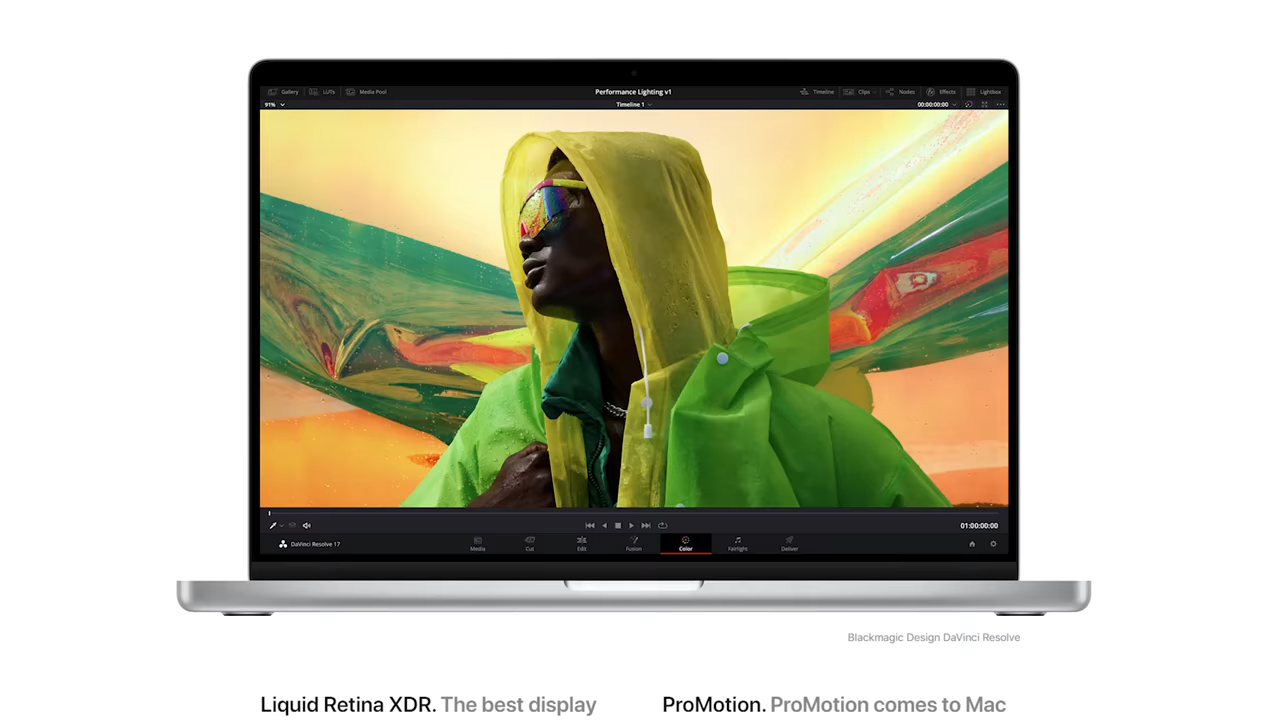 Gallery LUTs Media Pool Performance Lighting v1 Timeline Clips Nodes Effects Lightbox
91% Timeline 1 00:00:00:00
01:00:00:00
DaVinci Resolve 17 Media Cut Edit Fusion Color Fairlight Deliver
Blackmagic Design DaVinci Resolve
Liquid Retina XDR. The best display ProMotion. ProMotion comes to Mac